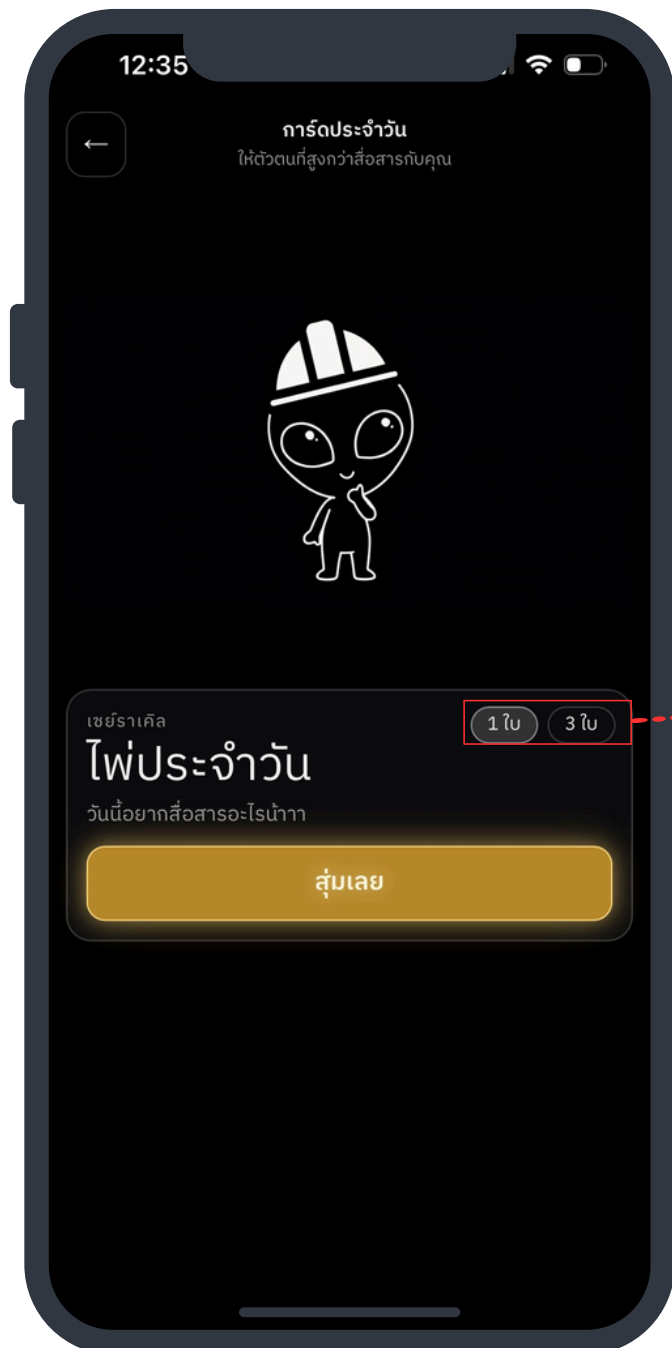 12:35
←
การ์ดประจำวัน
ให้ตัวตนที่สูงกว่าสื่อสารกับคุณ
เซย์ราเคิล
1 ใบ
3 ใบ
ไพ่ประจำวัน
วันนี้อยากสื่อสารอะไรน้าาา
สุ่มเลย